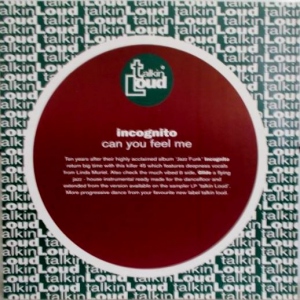 talkin
Loud
incognito
can you feel me
Ten years after their highly acclaimed album 'Jazz Funk' Incognito
return big time with this killer 45 which features deepness vocals
from Linda Muriel. Also check the much vibed b side. Glide a flying
jazz - house instrumental ready made for the dancefloor and
extended from the version available on the sampler LP 'talkin Loud'.
More progressive dance from your favourite new label talkin loud.